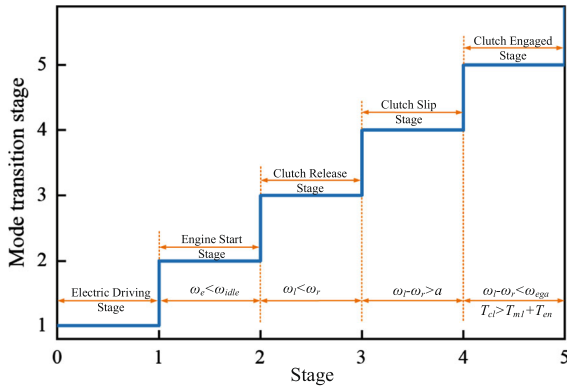 Clutch Engaged
Stage
5
Clutch Slip
Stage
4
Clutch Release
Stage
3
Engine Start
Stage
2
Electric Driving
Stage
ωe<ωidle
ωl<ωr
ωl-ωr>a
ωl-ωr<ωega
Tcl>Tm1+Ten
1
0 1 2 3 4 5
Stage
Mode transition stage